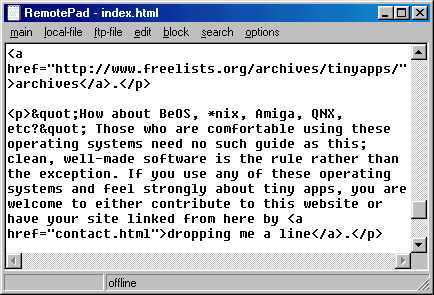 RemotePad - index.html
main local-file ftp-file edit block search options
<a
href="http://www.freelists.org/archives/tinyapps/"
>archives</a>.</p>
<p>&quot;How about BeOS, *nix, Amiga, QNX,
etc?&quot; Those who are comfortable using these
operating systems need no such guide as this;
clean, well-made software is the rule rather than
the exception. If you use any of these operating
systems and feel strongly about tiny apps, you are
welcome to either contribute to this website or
have your site linked from here by <a
href="contact.html">dropping me a line</a>.</p>
offline